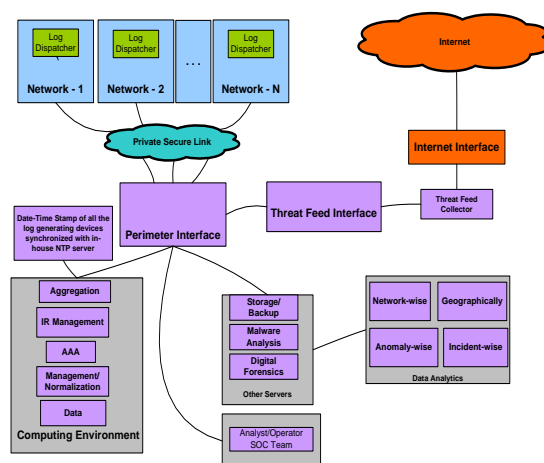 Log
Dispatcher
Network - 1
Log
Dispatcher
Network - 2
. . .
Log
Dispatcher
Network - N
Internet
Private Secure Link
Internet Interface
Perimeter Interface
Threat Feed Interface
Threat Feed
Collector
Date-Time Stamp of all the
log generating devices
synchronized with in-
house NTP server
Aggregation
IR Management
AAA
Management/
Normalization
Data
Computing Environment
Storage/
Backup
Malware
Analysis
Digital
Forensics
Other Servers
Network-wise
Geographically
Anomaly-wise
Incident-wise
Data Analytics
Analyst/Operator
SOC Team